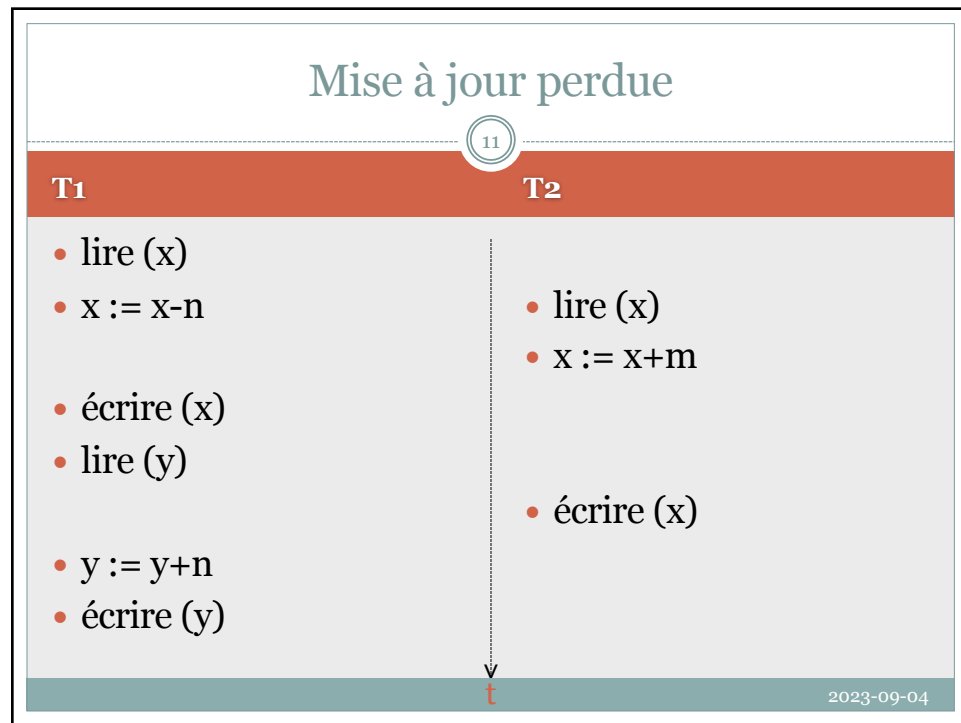 Mise à jour perdue
11
T1
T2
• lire (x)
• x := x-n
• écrire (x)
• lire (y)
• y := y+n
• écrire (y)
• lire (x)
• x := x+m
• écrire (x)
t
2023-09-04